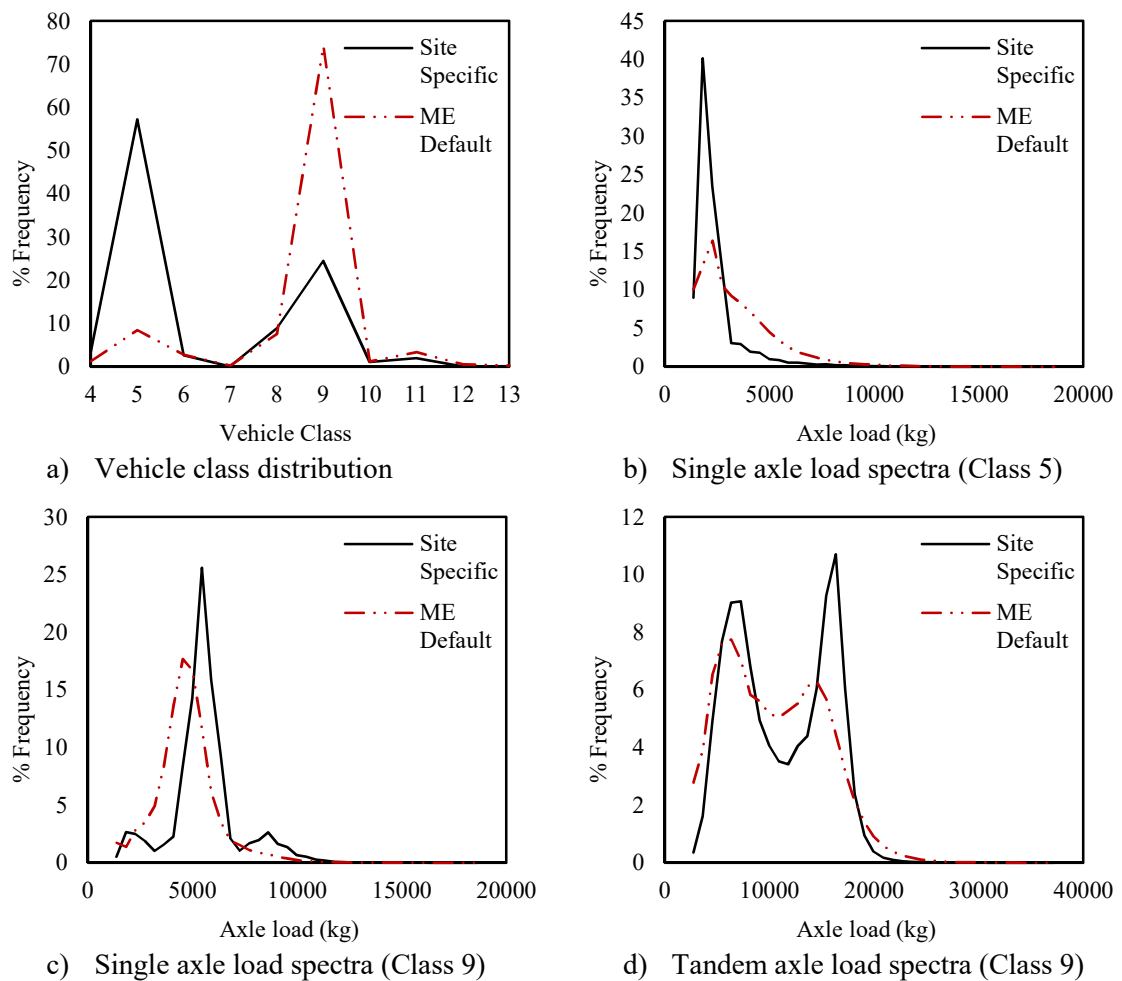 80
70
60
50
40
30
20
10
0
% Frequency
4 5 6 7 8 9 10 11 12 13
Vehicle Class
Site
Specific
ME
Default
a) Vehicle class distribution
45
40
35
30
25
20
15
10
5
0
% Frequency
0 5000 10000 15000 20000
Axle load (kg)
Site
Specific
ME
Default
b) Single axle load spectra (Class 5)
30
25
20
15
10
5
0
% Frequency
0 5000 10000 15000 20000
Axle load (kg)
Site
Specific
ME
Default
c) Single axle load spectra (Class 9)
12
10
8
6
4
2
0
% Frequency
0 10000 20000 30000 40000
Axle load (kg)
Site
Specific
ME
Default
d) Tandem axle load spectra (Class 9)